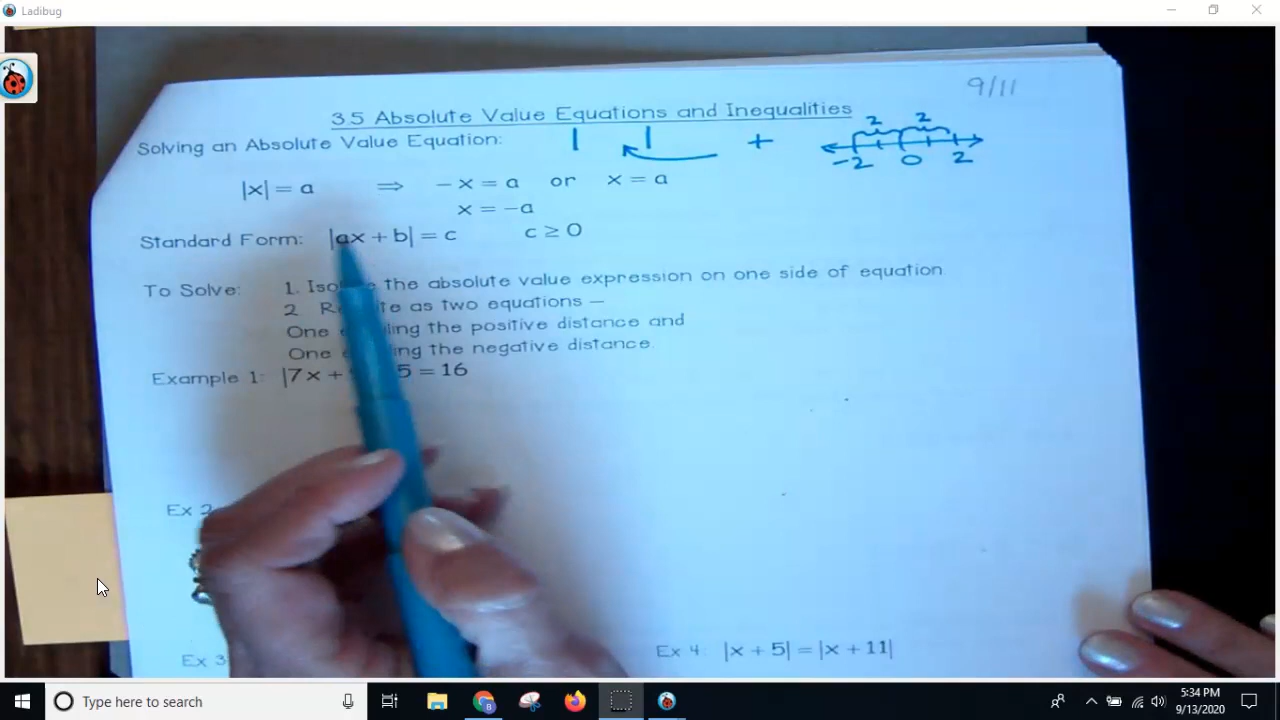 Ladibug
9/11
3.5 Absolute Value Equations and Inequalities
Solving an Absolute Value Equation: | | +
2 2
-2 0 2
|x| = a ⇒ - x = a or x = a
x = -a
Standard Form: |ax + b| = c c ≥ 0
To Solve: 1. the absolute value expression on one side of equation.
2. as two equations –
One the positive distance and
One the negative distance.
Example 1: |7x + 5 = 16
Ex 2
Ex 3
Ex 4: |x + 5| = |x + 11|
Type here to search
5:34 PM
9/13/2020